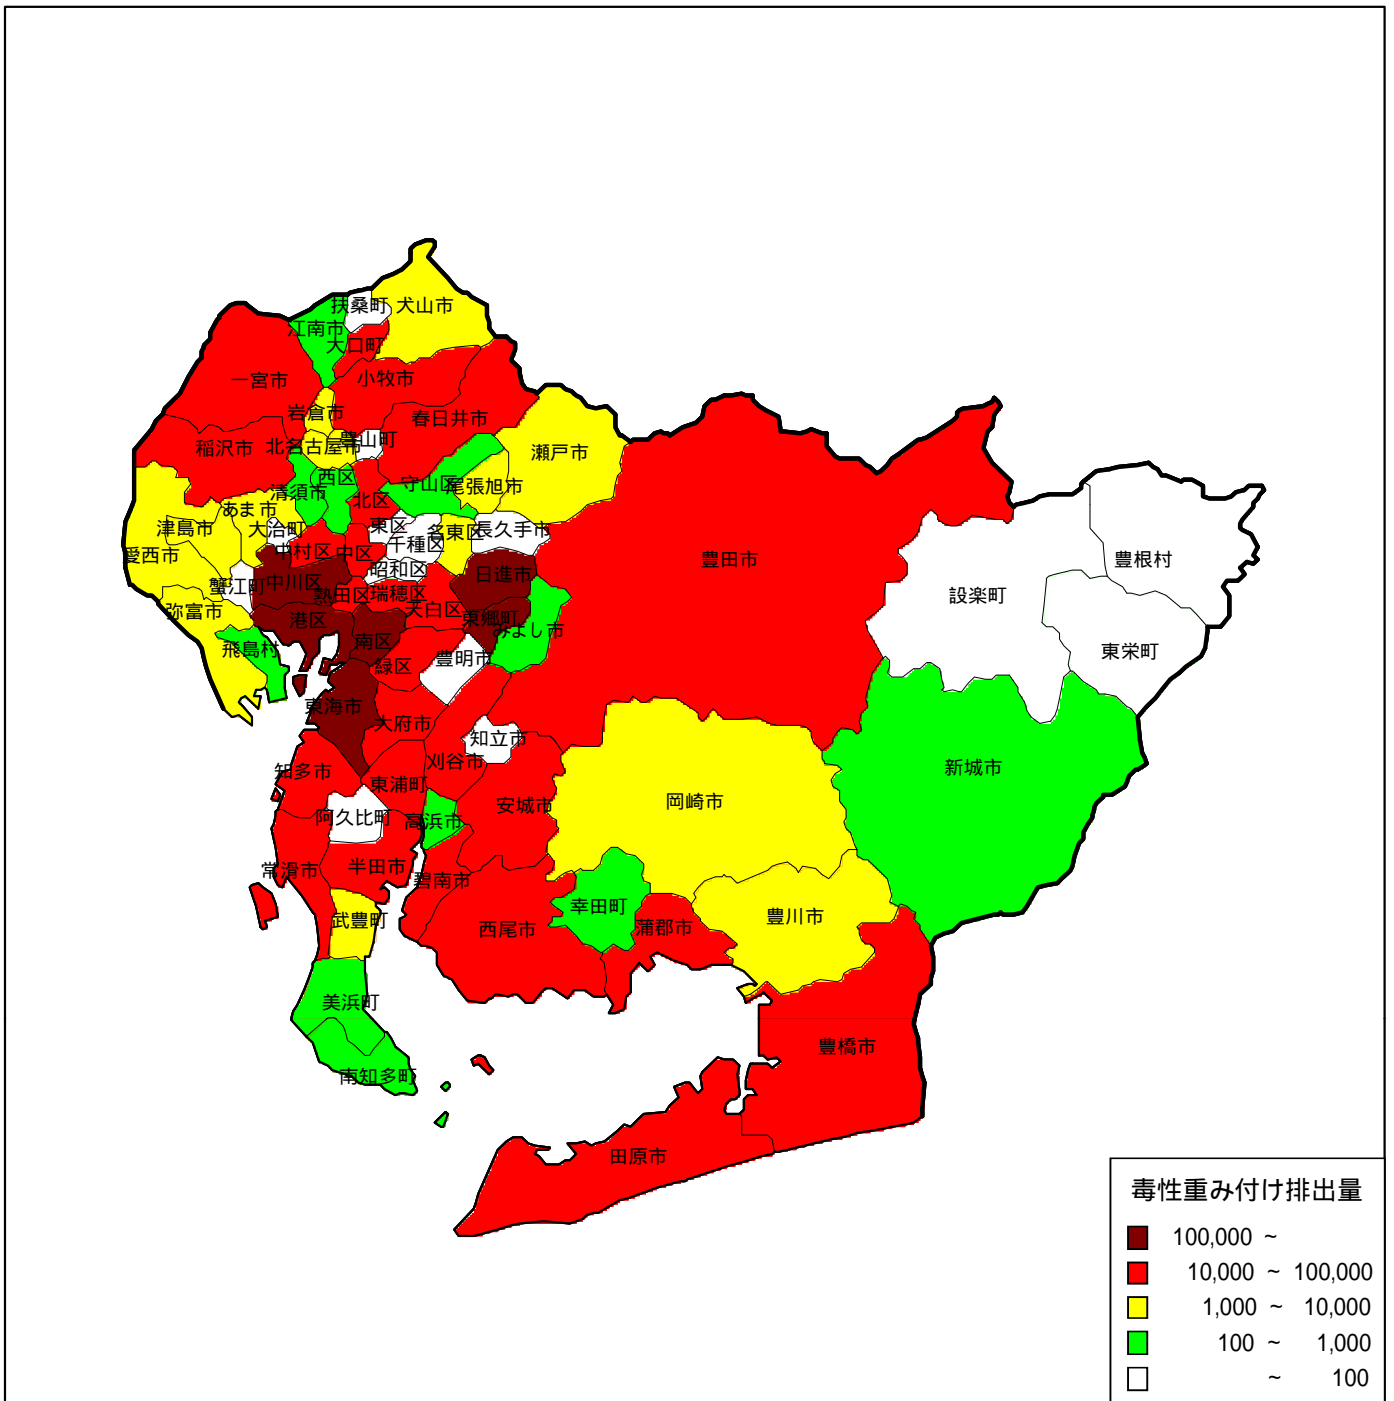 扶桑町
犬山市
江南市
大口町
一宮市
小牧市
岩倉市
春日井市
稲沢市
北名古屋市
豊山町
瀬戸市
西区
清須市
守山区
尾張旭市
北区
あま市
津島市
大治町
東区
名東区
長久手市
愛西市
中村区
中区
千種区
豊田市
豊根村
昭和区
日進市
蟹江町
中川区
熱田区
瑞穂区
設楽町
弥富市
天白区
港区
東郷町
みよし市
飛島村
南区
豊明市
東栄町
緑区
東海市
大府市
知立市
刈谷市
新城市
知多市
東浦町
岡崎市
安城市
阿久比町
高浜市
常滑市
半田市
碧南市
幸田町
武豊町
西尾市
蒲郡市
豊川市
美浜町
豊橋市
南知多町
田原市
毒性重み付け排出量
100,000 ~
10,000 ~ 100,000
1,000 ~ 10,000
100 ~ 1,000
~ 100